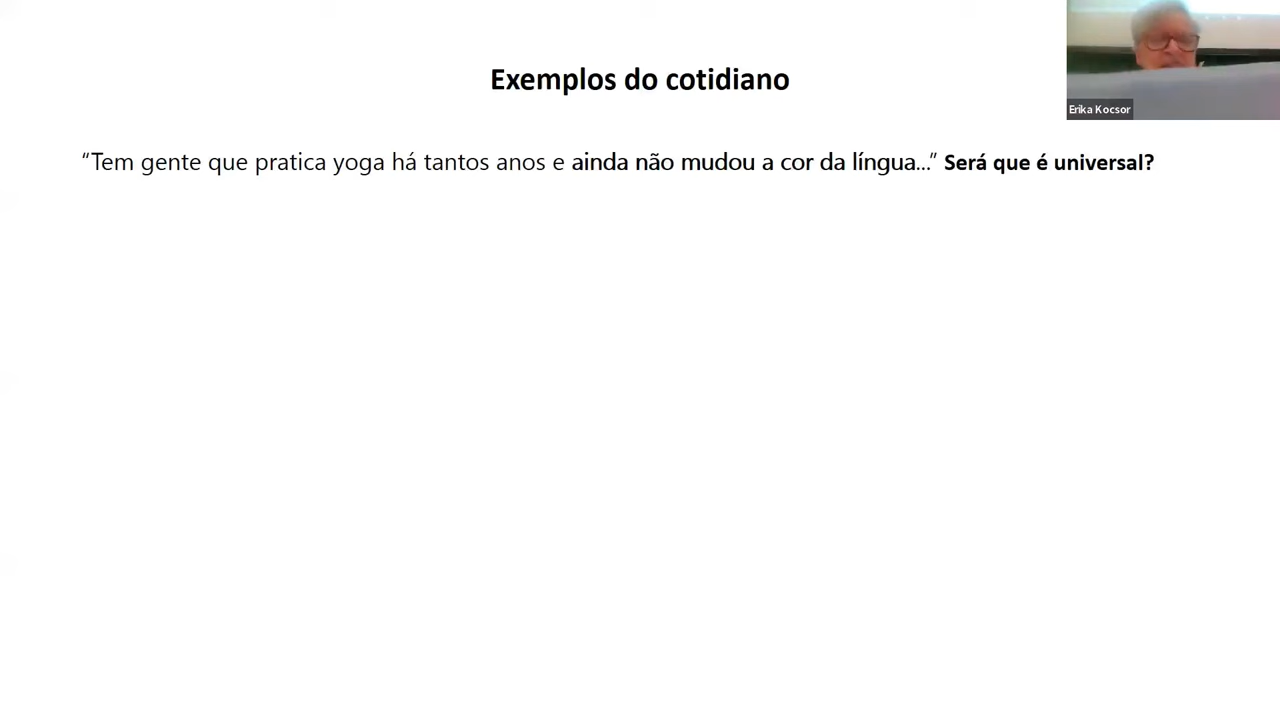 Exemplos do cotidiano
Erika Kocsor
“Tem gente que pratica yoga há tantos anos e ainda não mudou a cor da língua...” Será que é universal?